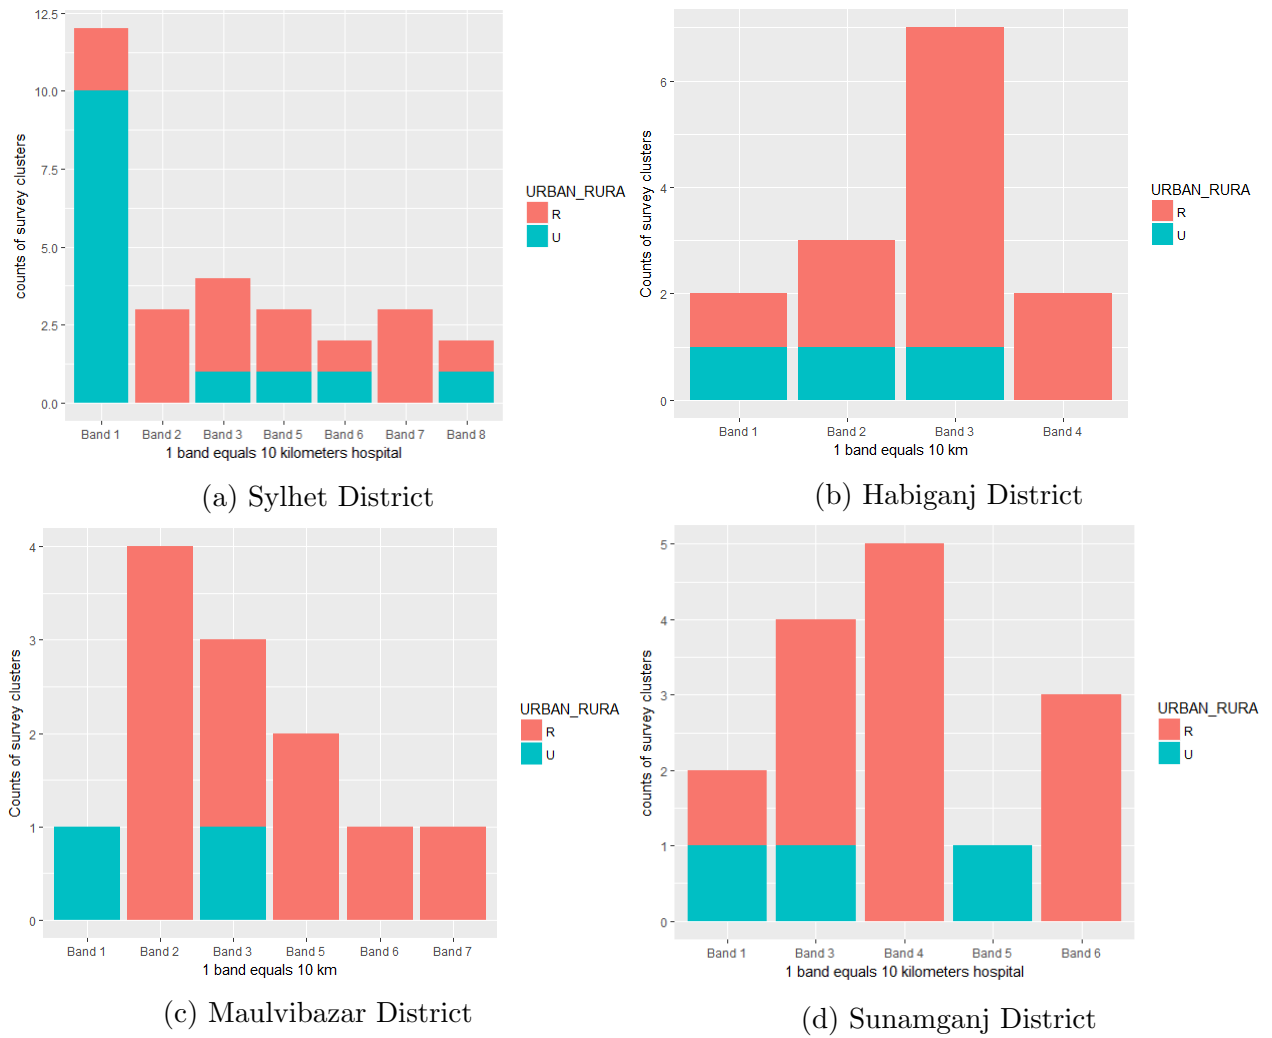 12.5
10.0
7.5
5.0
2.5
0.0
counts of survey clusters
Band 1 Band 2 Band 3 Band 5 Band 6 Band 7 Band 8
1 band equals 10 kilometers hospital
URBAN_RURA
R
U
(a) Sylhet District
6
4
2
0
Counts of survey clusters
Band 1 Band 2 Band 3 Band 4
1 band equals 10 km
URBAN_RURA
R
U
(b) Habiganj District
4
3
2
1
0
Counts of survey clusters
Band 1 Band 2 Band 3 Band 5 Band 6 Band 7
1 band equals 10 km
URBAN_RURA
R
U
(c) Maulvibazar District
5
4
3
2
1
0
counts of survey clusters
Band 1 Band 3 Band 4 Band 5 Band 6
1 band equals 10 kilometers hospital
URBAN_RURA
R
U
(d) Sunamganj District